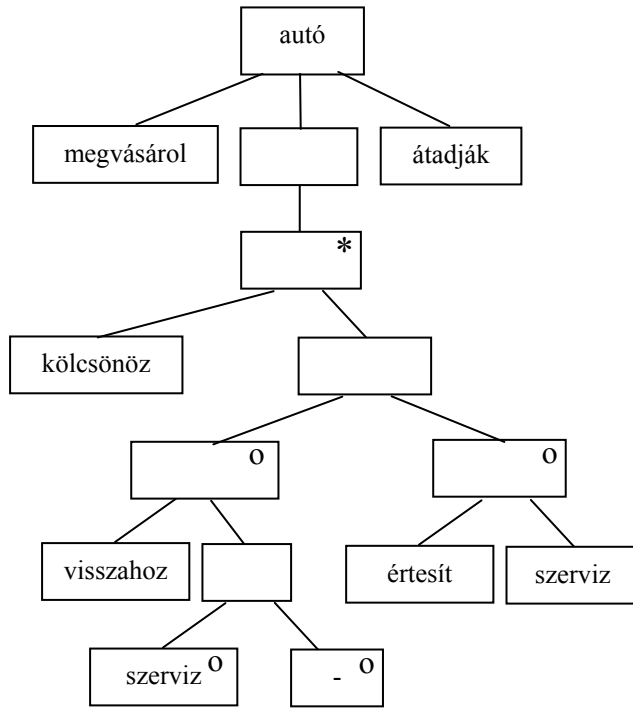 autó
megvásárol
átadják
*
kölcsönöz
o
o
visszahoz
értesít
szerviz
szerviz o
- o